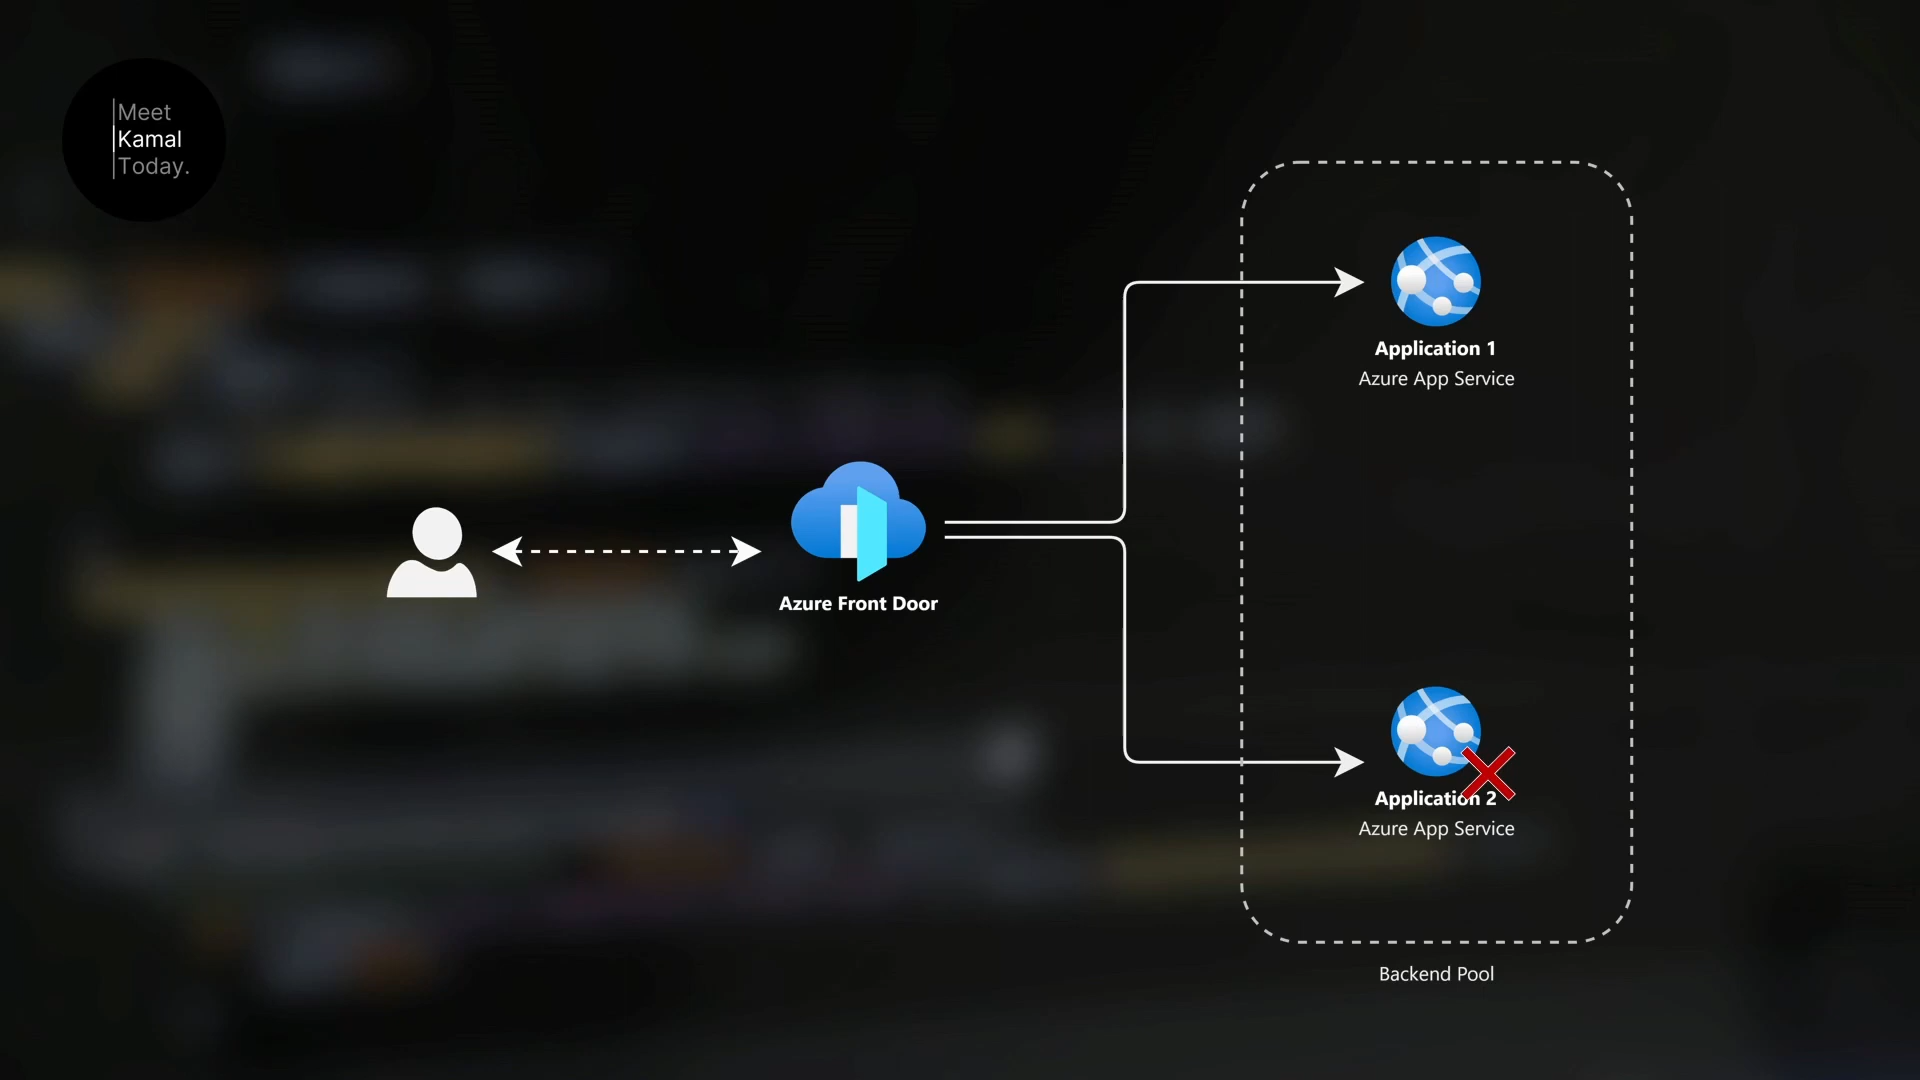 Meet
Kamal
Today.
Application 1
Azure App Service
Azure Front Door
Application 2
Azure App Service
Backend Pool